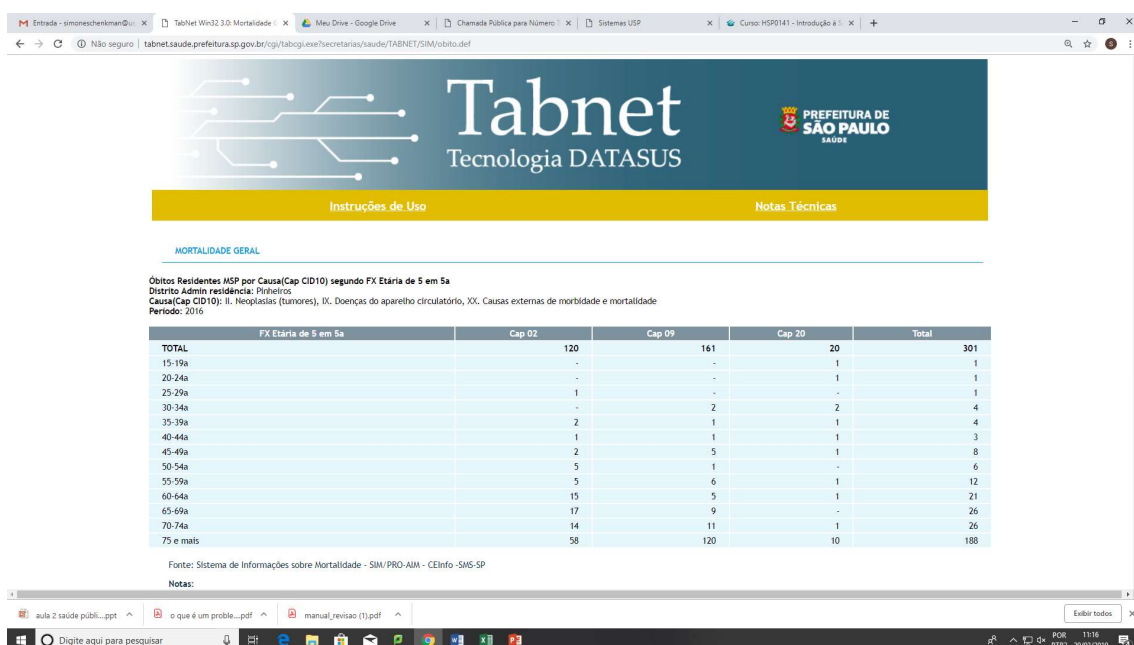 Entrada - simoneschenkman@us
TabNet Win32 3.0: Mortalidade
Meu Drive - Google Drive
Chamada Pública para Número
Sistemas USP
Curso: HSP0141 - Introdução à S
Não seguro | tabnet.saude.prefeitura.sp.gov.br/cgi/tabcgi.exe?secretarias/saude/TABNET/SIM/obito.def
Tabnet
Tecnologia DATASUS
PREFEITURA DE
SÃO PAULO
SAÚDE
Instruções de Uso Notas Técnicas
MORTALIDADE GERAL
Óbitos Residentes MSP por Causa(Cap CID10) segundo FX Etária de 5 em 5a
Distrito Admin residência: Pinheiros
Causa(Cap CID10): II. Neoplasias (tumores), IX. Doenças do aparelho circulatório, XX. Causas externas de morbidade e mortalidade
Período: 2016
FX Etária de 5 em 5a Cap 02 Cap 09 Cap 20 Total
TOTAL 120 161 20 301
15-19a - - 1 1
20-24a - - 1 1
25-29a 1 - - 1
30-34a - 2 2 4
35-39a 2 1 1 4
40-44a 1 1 1 3
45-49a 2 5 1 8
50-54a 5 1 - 6
55-59a 5 6 1 12
60-64a 15 5 1 21
65-69a 17 9 - 26
70-74a 14 11 1 26
75 e mais 58 120 10 188
Fonte: Sistema de Informações sobre Mortalidade - SIM/PRO-AIM - CEInfo -SMS-SP
Notas:
aula 2 saúde públi....ppt
o que é um proble....pdf
manual_revisao (1).pdf
Exibir todos
Digite aqui para pesquisar
POR 11:16
PTB2 20/03/2019